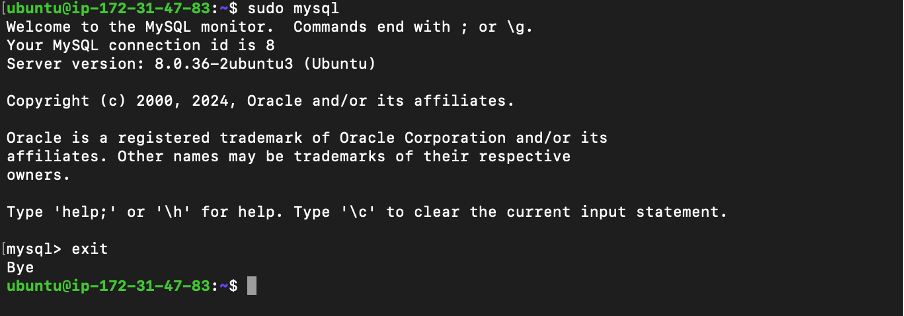 [ubuntu@ip-172-31-47-83:~$ sudo mysql
Welcome to the MySQL monitor.  Commands end with ; or \g.
Your MySQL connection id is 8
Server version: 8.0.36-2ubuntu3 (Ubuntu)
Copyright (c) 2000, 2024, Oracle and/or its affiliates.
Oracle is a registered trademark of Oracle Corporation and/or its
affiliates. Other names may be trademarks of their respective
owners.
Type 'help;' or '\h' for help. Type '\c' to clear the current input statement.
[mysql> exit
Bye
ubuntu@ip-172-31-47-83:~$